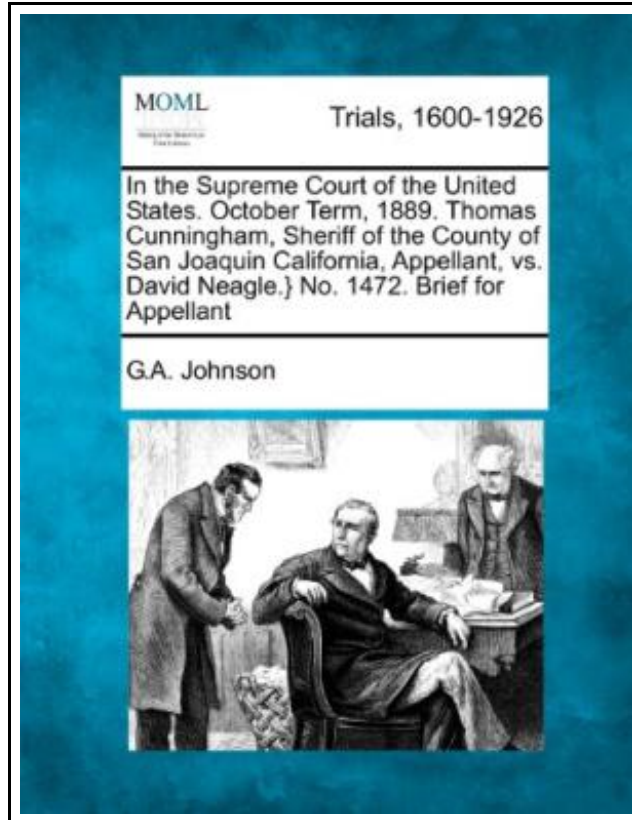 MOML
Trials, 1600-1926
In the Supreme Court of the United
States. October Term, 1889. Thomas
Cunningham, Sheriff of the County of
San Joaquin California, Appellant, vs.
David Neagle.} No. 1472. Brief for
Appellant
G.A. Johnson